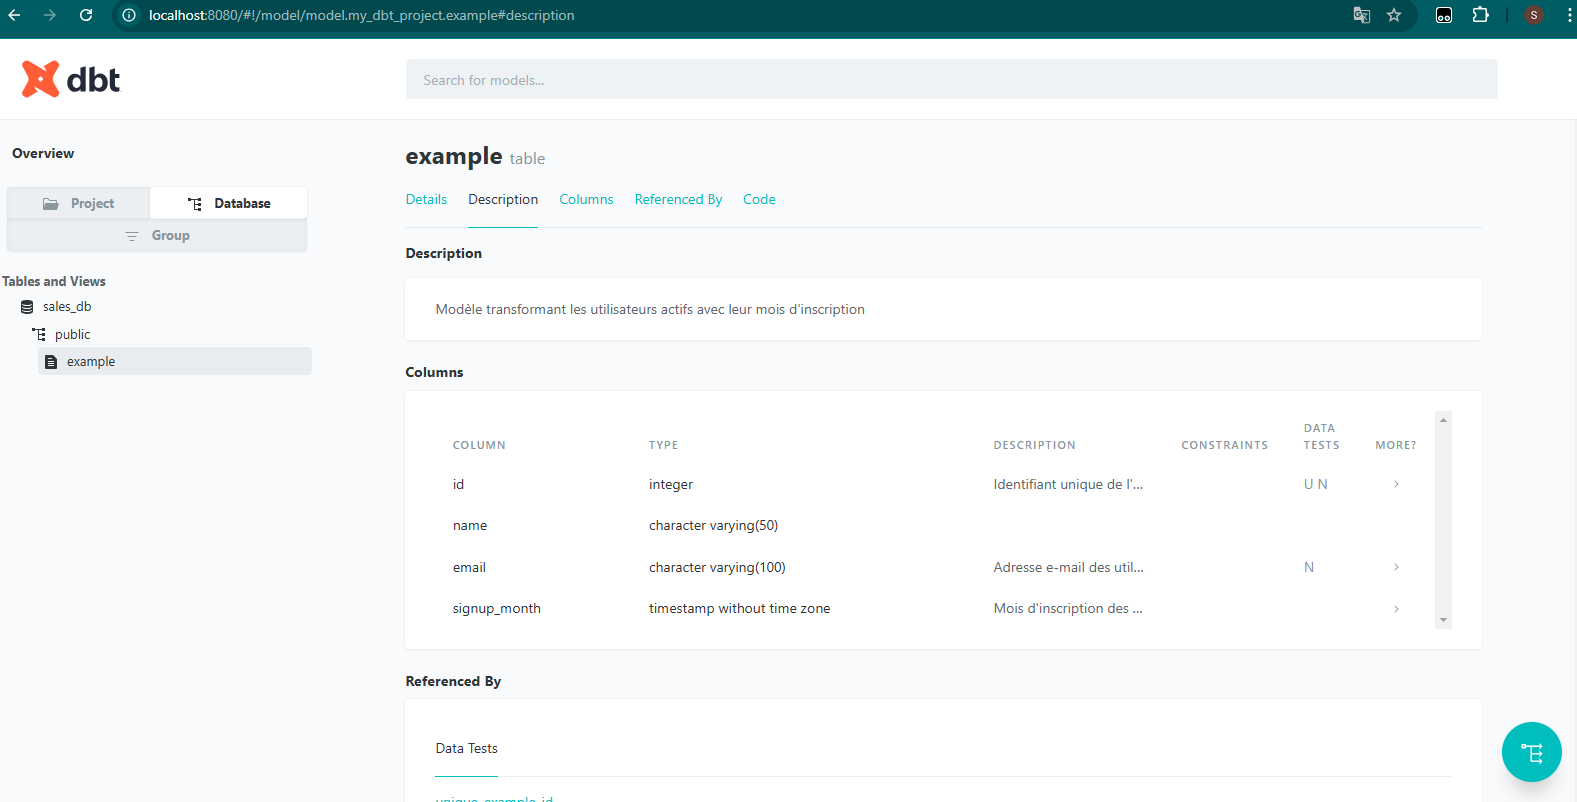 localhost:8080/#!/model/model.my_dbt_project.example#description
S
dbt
Search for models...
Overview
Project
Database
Group
Tables and Views
sales_db
public
example
example table
Details Description Columns Referenced By Code
Description
Modèle transformant les utilisateurs actifs avec leur mois d'inscription
Columns
COLUMN TYPE DESCRIPTION CONSTRAINTS DATA TESTS MORE?
id integer Identifiant unique de l'... U N
name character varying(50)
email character varying(100) Adresse e-mail des util... N
signup_month timestamp without time zone Mois d'inscription des ...
Referenced By
Data Tests
unique_example_id